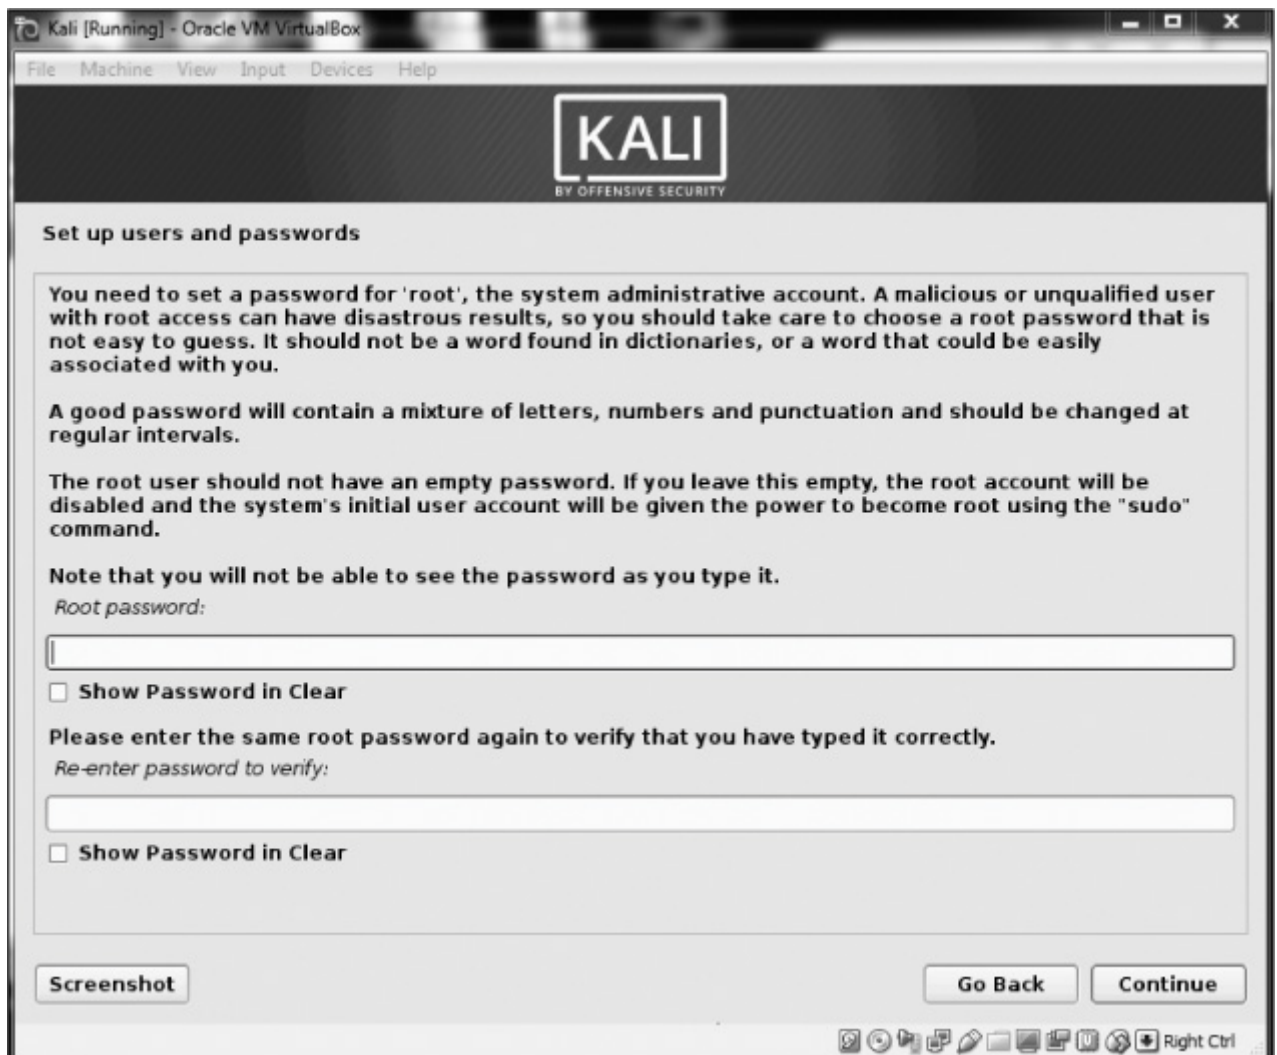 Kali [Running] - Oracle VM VirtualBox
File Machine View Input Devices Help
KALI
BY OFFENSIVE SECURITY
Set up users and passwords
You need to set a password for 'root', the system administrative account. A malicious or unqualified user
with root access can have disastrous results, so you should take care to choose a root password that is
not easy to guess. It should not be a word found in dictionaries, or a word that could be easily
associated with you.
A good password will contain a mixture of letters, numbers and punctuation and should be changed at
regular intervals.
The root user should not have an empty password. If you leave this empty, the root account will be
disabled and the system's initial user account will be given the power to become root using the "sudo"
command.
Note that you will not be able to see the password as you type it.
Root password:
Show Password in Clear
Please enter the same root password again to verify that you have typed it correctly.
Re-enter password to verify:
Show Password in Clear
Screenshot Go Back Continue
Right Ctrl